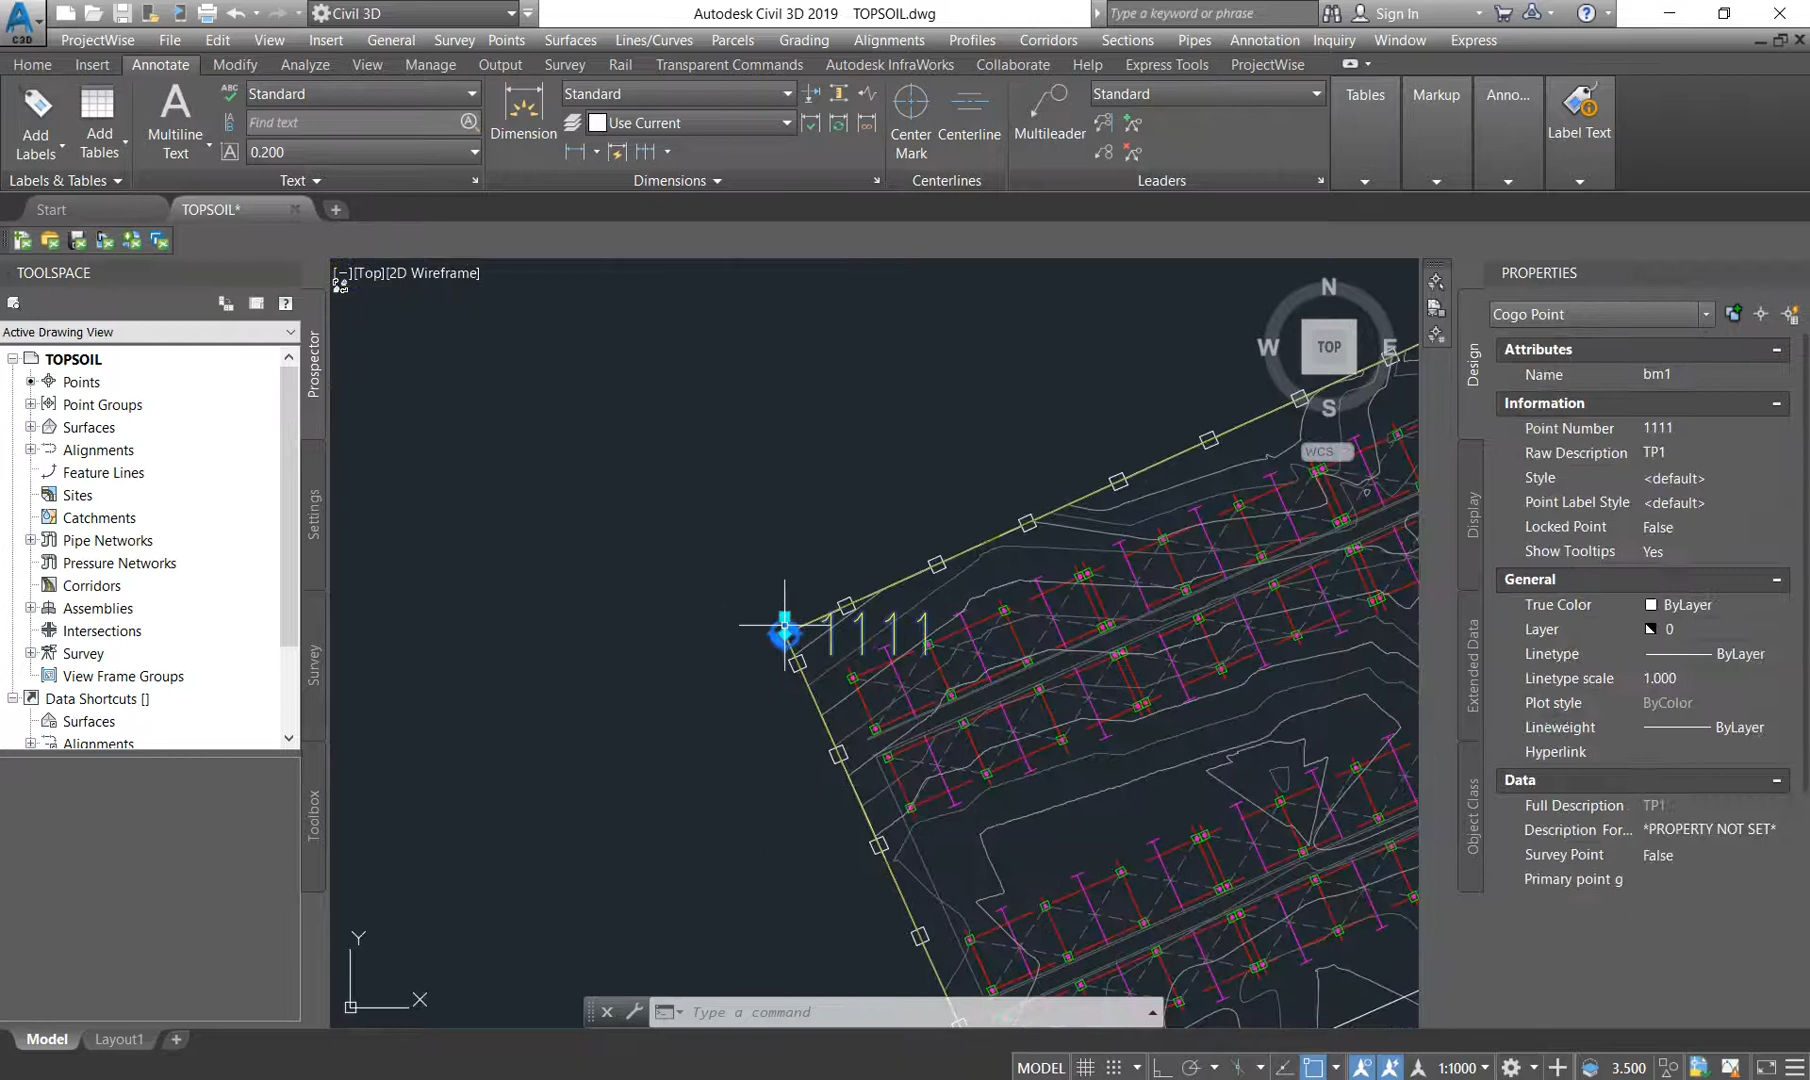 Civil 3D
Autodesk Civil 3D 2019 TOPSOIL.dwg
Type a keyword or phrase
Sign In
C3D
ProjectWise File Edit View Insert General Survey Points Surfaces Lines/Curves Parcels Grading Alignments Profiles Corridors Sections Pipes Annotation Inquiry Window Express
Home Insert Annotate Modify Analyze View Manage Output Survey Rail Transparent Commands Autodesk InfraWorks Collaborate Help Express Tools ProjectWise
Add Labels
Add Tables
Labels & Tables
Multiline Text
ABC
Standard
Find text
0.200
Text
Dimension
Standard
Use Current
Dimensions
Center Mark
Centerline
Centerlines
Multileader
Standard
Leaders
Tables
Markup
Anno...
Label Text
Start
TOPSOIL*
TOOLSPACE
Active Drawing View
TOPSOIL
Points
Point Groups
Surfaces
Alignments
Feature Lines
Sites
Catchments
Pipe Networks
Pressure Networks
Corridors
Assemblies
Intersections
Survey
View Frame Groups
Data Shortcuts []
Surfaces
Alignments
Prospector
Settings
Survey
Toolbox
[−][Top][2D Wireframe]
N
W TOP E
S
WCS
1111
Y
X
Type a command
PROPERTIES
Cogo Point
Design
Display
Extended Data
Object Class
Attributes
Name bm1
Information
Point Number 1111
Raw Description TP1
Style <default>
Point Label Style <default>
Locked Point False
Show Tooltips Yes
General
True Color ByLayer
Layer 0
Linetype ByLayer
Linetype scale 1.000
Plot style ByColor
Lineweight ByLayer
Hyperlink
Data
Full Description TP1
Description For... *PROPERTY NOT SET*
Survey Point False
Primary point g
Model Layout1
MODEL 1:1000 3.500